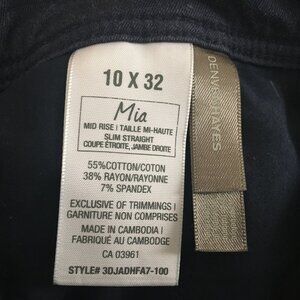 10 X 32
Mia
MID RISE | TAILLE MI-HAUTE
SLIM STRAIGHT
COUPE ÉTROITE, JAMBE DROITE
55%COTTON/COTON
38% RAYON/RAYONNE
7% SPANDEX
EXCLUSIVE OF TRIMMINGS |
GARNITURE NON COMPRISES
MADE IN CAMBODIA |
FABRIQUÉ AU CAMBODGE
CA 03961
STYLE# 3DJADHFA7-100